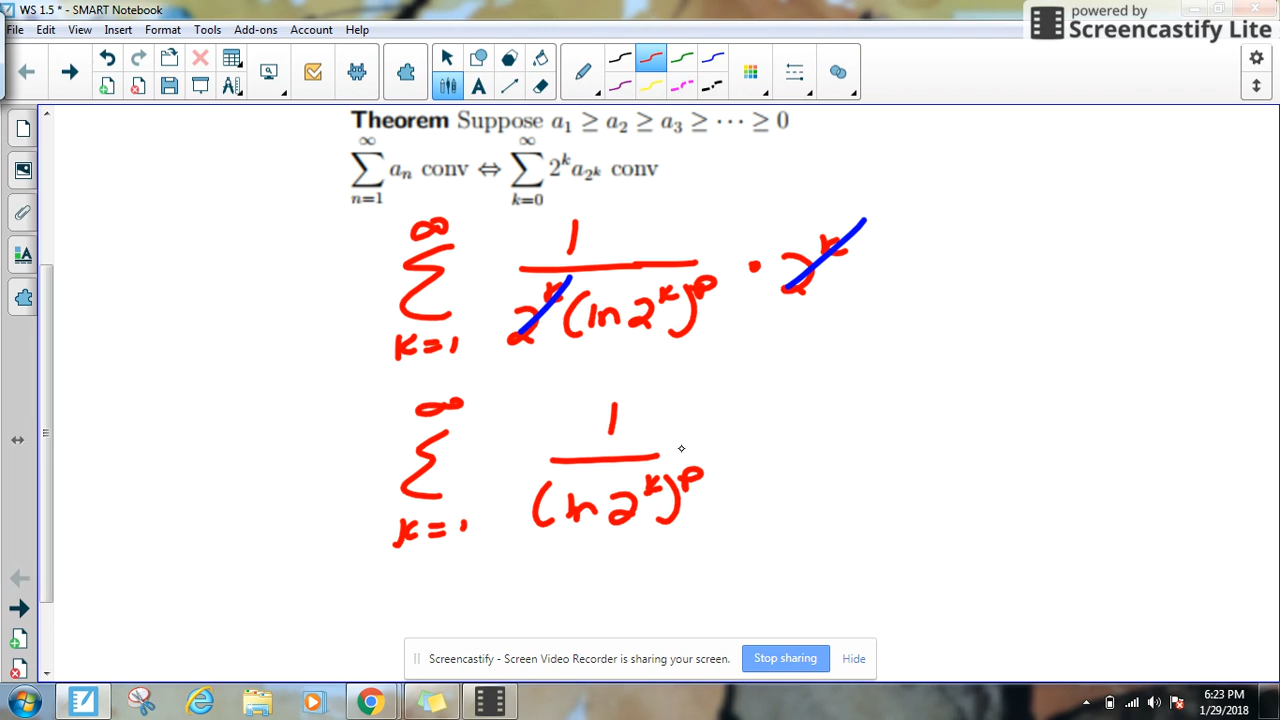 WS 1.5 * - SMART Notebook
powered by
Screencastify Lite
File Edit View Insert Format Tools Add-ons Account Help
Theorem Suppose a₁ ≥ a₂ ≥ a₃ ≥ ⋯ ≥ 0
∑_{n=1}^{∞} aₙ conv ⇔ ∑_{k=0}^{∞} 2^k a_{2^k} conv
∑_{k=1}^{∞} 1/(2^k (ln 2^k)^p) · 2^k
∑_{k=1}^{∞} 1/(ln 2^k)^p
Screencastify - Screen Video Recorder is sharing your screen. Stop sharing Hide
6:23 PM
1/29/2018